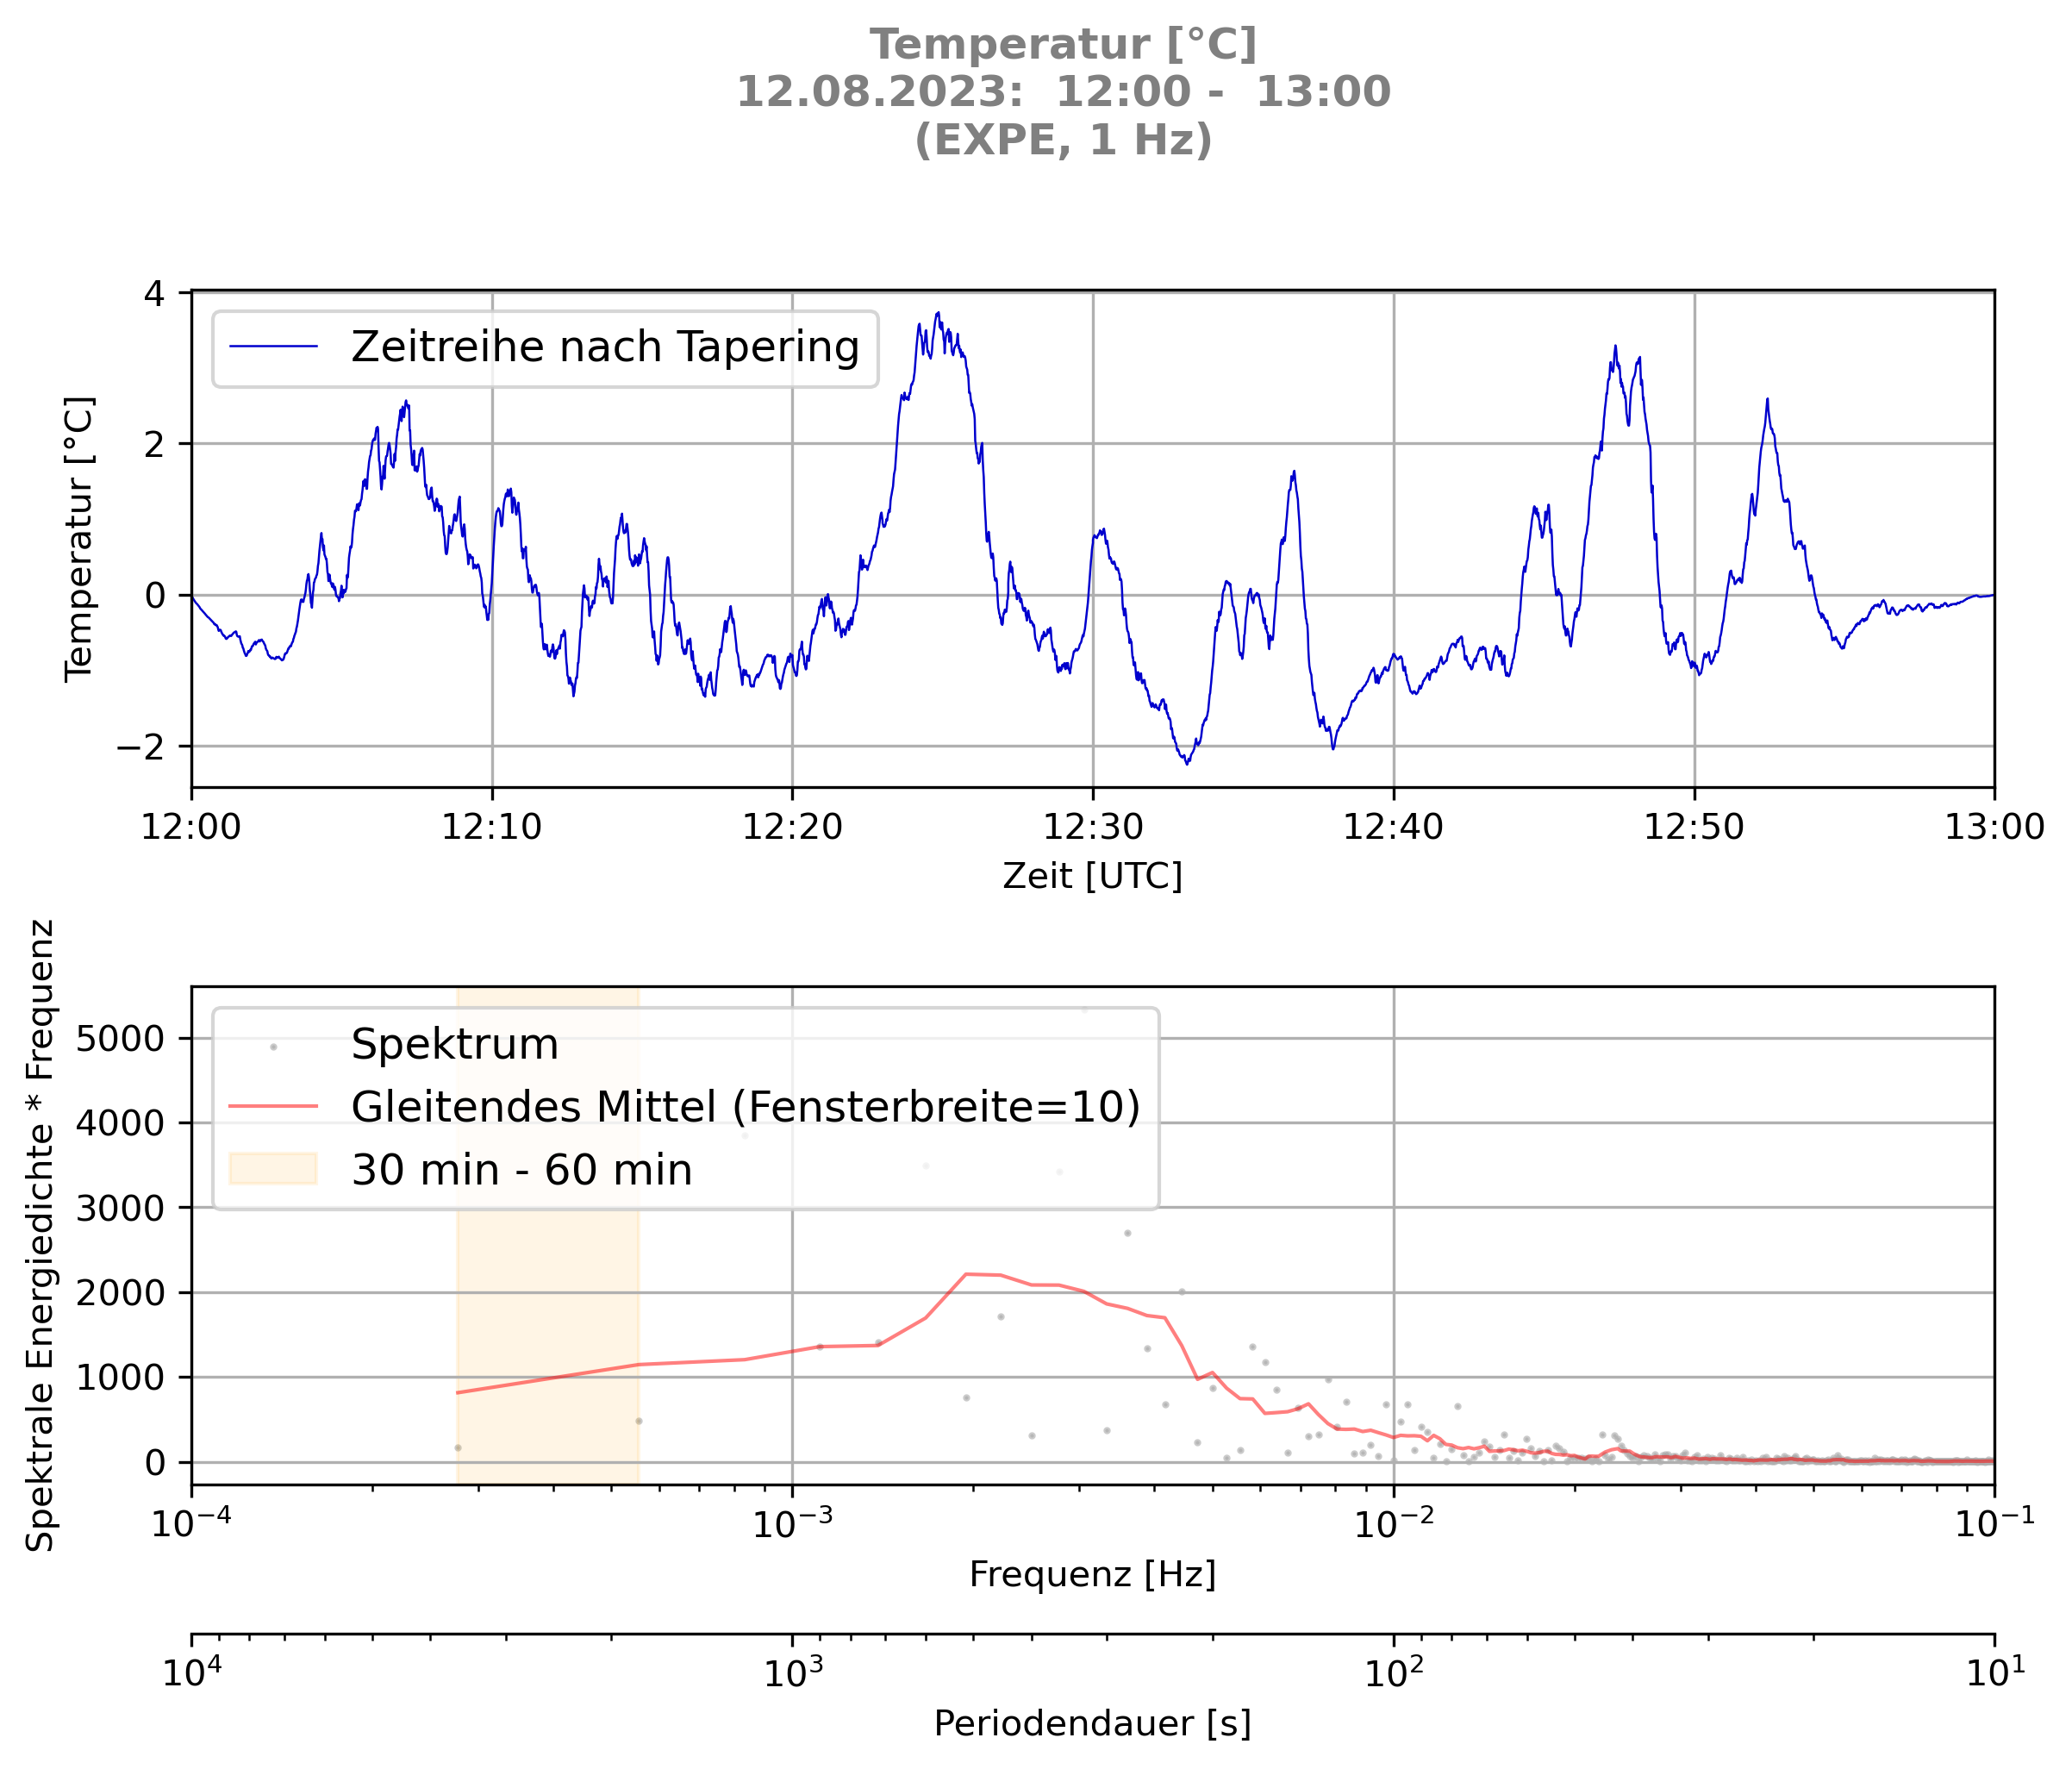 Temperatur [°C]
12.08.2023:  12:00 -  13:00
(EXPE, 1 Hz)
Temperatur [°C]
4
2
0
−2
Zeitreihe nach Tapering
12:00 12:10 12:20 12:30 12:40 12:50 13:00
Zeit [UTC]
Spektrale Energiedichte * Frequenz
5000
4000
3000
2000
1000
0
Spektrum
Gleitendes Mittel (Fensterbreite=10)
30 min - 60 min
10⁻⁴ 10⁻³ 10⁻² 10⁻¹
Frequenz [Hz]
10⁴ 10³ 10² 10¹
Periodendauer [s]